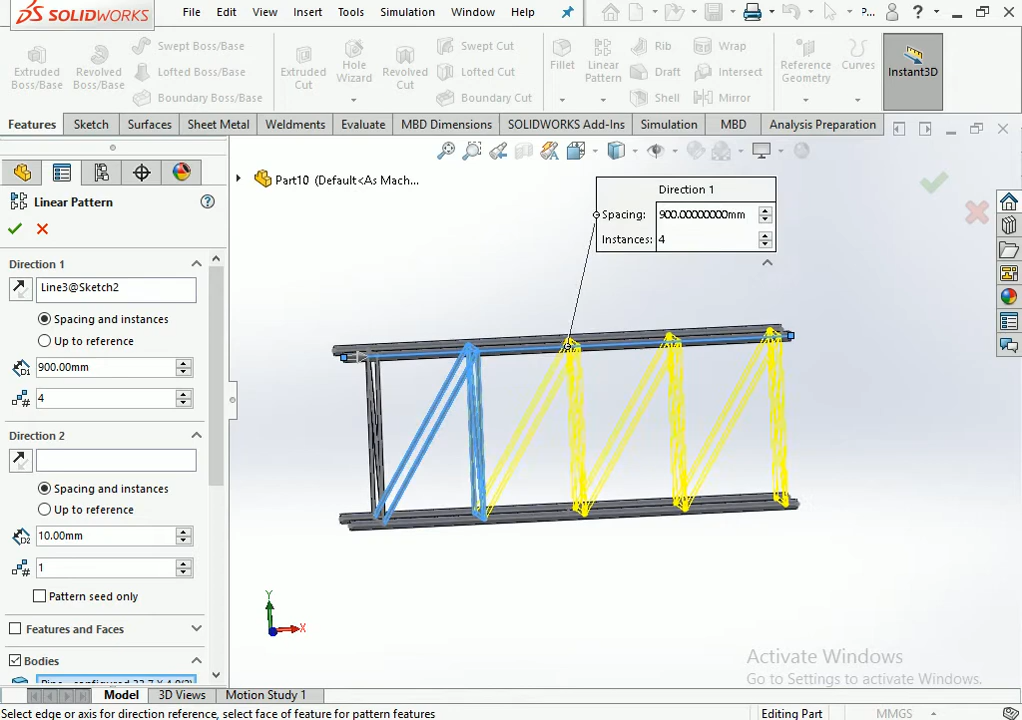 SOLIDWORKS File Edit View Insert Tools Simulation Window Help P... ?
Extruded Boss/Base
Revolved Boss/Base
Swept Boss/Base
Lofted Boss/Base
Boundary Boss/Base
Extruded Cut
Hole Wizard
Revolved Cut
Swept Cut
Lofted Cut
Boundary Cut
Fillet
Linear Pattern
Rib
Draft
Shell
Wrap
Intersect
Mirror
Reference Geometry
Curves
Instant3D
Features Sketch Surfaces Sheet Metal Weldments Evaluate MBD Dimensions SOLIDWORKS Add-Ins Simulation MBD Analysis Preparation
Part10 (Default<As Mach...
Linear Pattern
Direction 1
Line3@Sketch2
Spacing and instances
Up to reference
900.00mm
4
Direction 2
Spacing and instances
Up to reference
10.00mm
1
Pattern seed only
Features and Faces
Bodies
Direction 1
Spacing: 900.00000000mm
Instances: 4
Y
X
Activate Windows
Go to Settings to activate Windows.
Model 3D Views Motion Study 1
Select edge or axis for direction reference, select face of feature for pattern features Editing Part MMGS